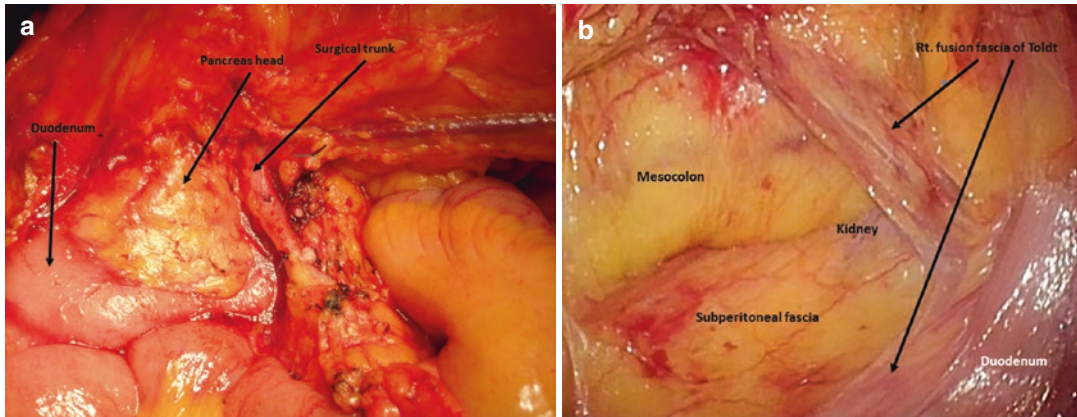 a
Surgical trunk
Pancreas head
Duodenum
b
Rt. fusion fascia of Toldt
Mesocolon
Kidney
Subperitoneal fascia
Duodenum